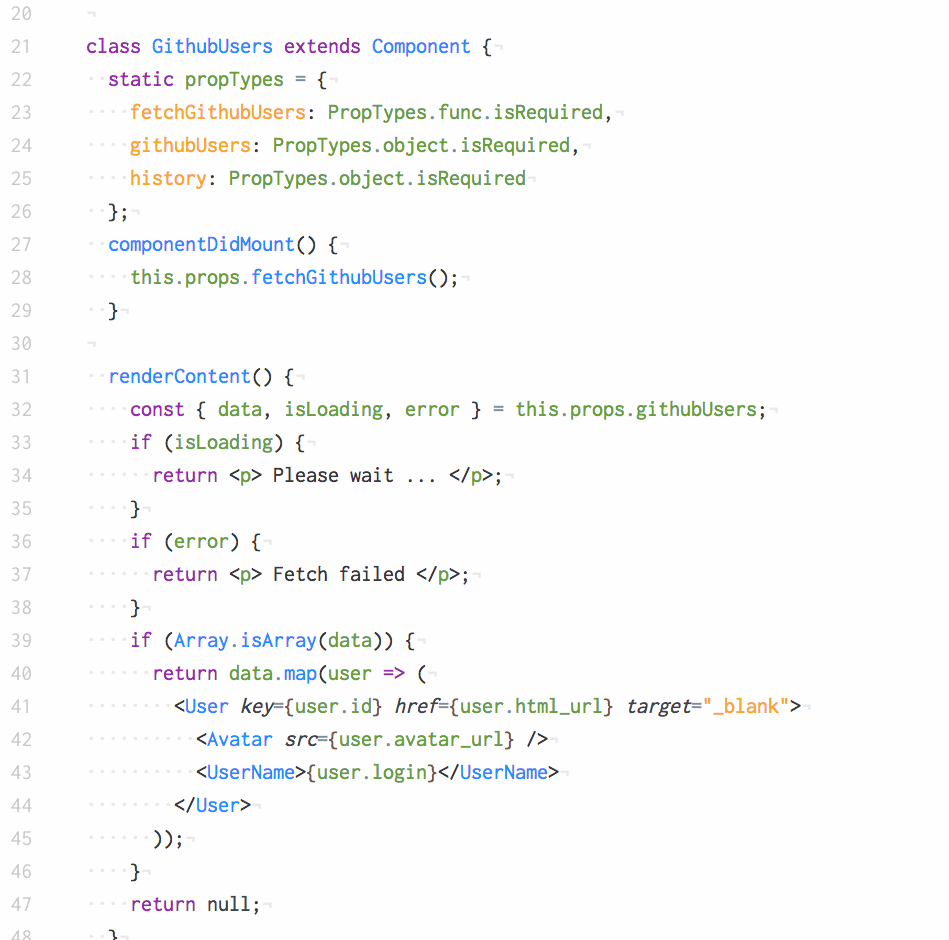 20 ¬
21 class GithubUsers extends Component {¬
22 ··static propTypes = {¬
23 ····fetchGithubUsers: PropTypes.func.isRequired,¬
24 ····githubUsers: PropTypes.object.isRequired,¬
25 ····history: PropTypes.object.isRequired¬
26 ··};¬
27 ··componentDidMount() {¬
28 ····this.props.fetchGithubUsers();¬
29 ··}¬
30 ¬
31 ··renderContent() {¬
32 ····const { data, isLoading, error } = this.props.githubUsers;¬
33 ····if (isLoading) {¬
34 ······return <p> Please wait ... </p>;¬
35 ····}¬
36 ····if (error) {¬
37 ······return <p> Fetch failed </p>;¬
38 ····}¬
39 ····if (Array.isArray(data)) {¬
40 ······return data.map(user => (¬
41 ········<User key={user.id} href={user.html_url} target="_blank">¬
42 ··········<Avatar src={user.avatar_url} />¬
43 ··········<UserName>{user.login}</UserName>¬
44 ········</User>¬
45 ······));¬
46 ····}¬
47 ····return null;¬
48 ··}¬